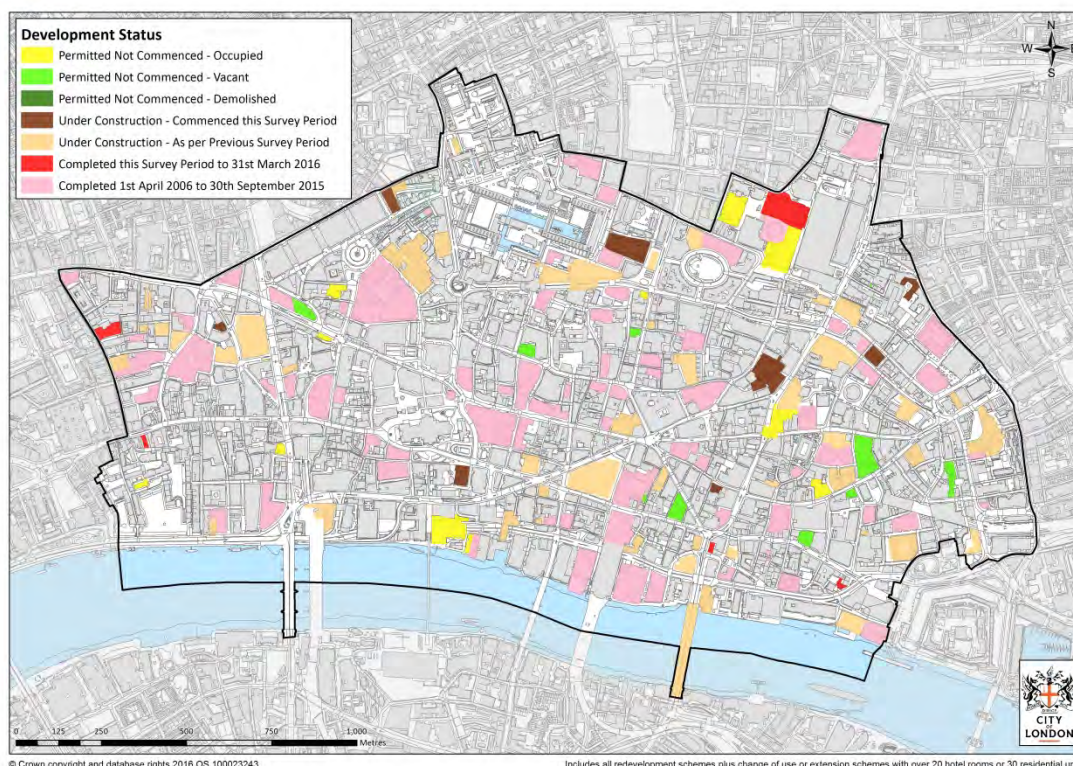 Development Status
Permitted Not Commenced - Occupied
Permitted Not Commenced - Vacant
Permitted Not Commenced - Demolished
Under Construction - Commenced this Survey Period
Under Construction - As per Previous Survey Period
Completed this Survey Period to 31st March 2016
Completed 1st April 2006 to 30th September 2015
N
W E
S
0 125 250 500 750 1,000
Metres
CITY
OF
LONDON
© Crown copyright and database rights 2016 OS 100023243
Includes all redevelopment schemes plus change of use or extension schemes with over 20 hotel rooms or 30 residential un